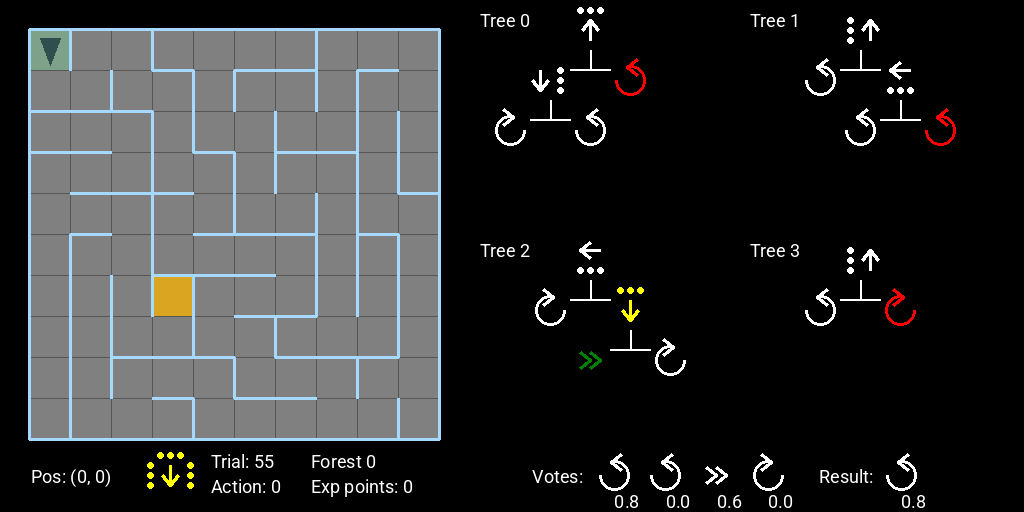 Tree 0
Tree 1
Tree 2
Tree 3
Pos: (0, 0)
Trial: 55
Forest 0
Action: 0
Exp points: 0
Votes:
0.8
0.0
0.6
0.0
Result:
0.8